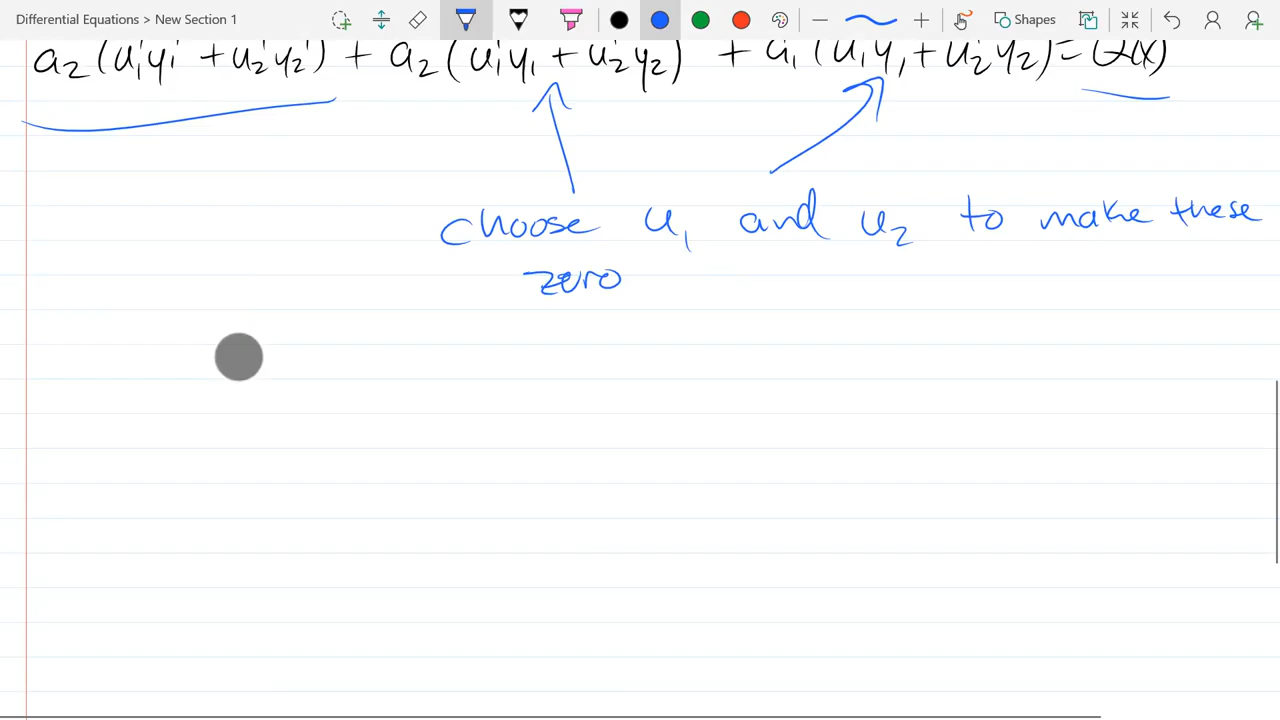 Differential Equations > New Section 1
Shapes
a₂(u₁'y₁' + u₂'y₂') + a₂(u₁'y₁ + u₂'y₂)' + a₁(u₁'y₁ + u₂'y₂) = Q(x)
choose u₁ and u₂ to make these
zero